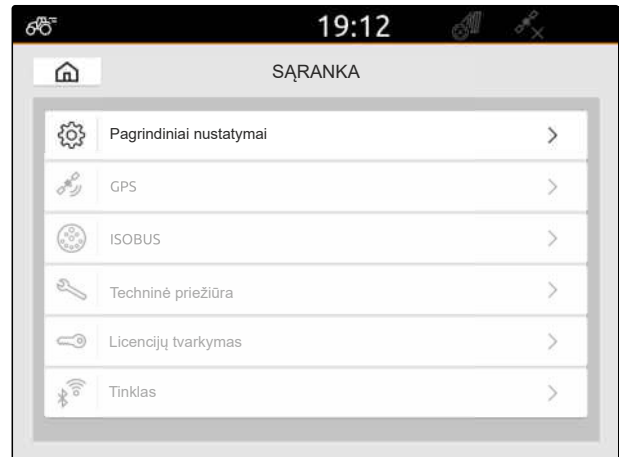 19:12
SĄRANKA
Pagrindiniai nustatymai
GPS
ISOBUS
Techninė priežiūra
Licencijų tvarkymas
Tinklas